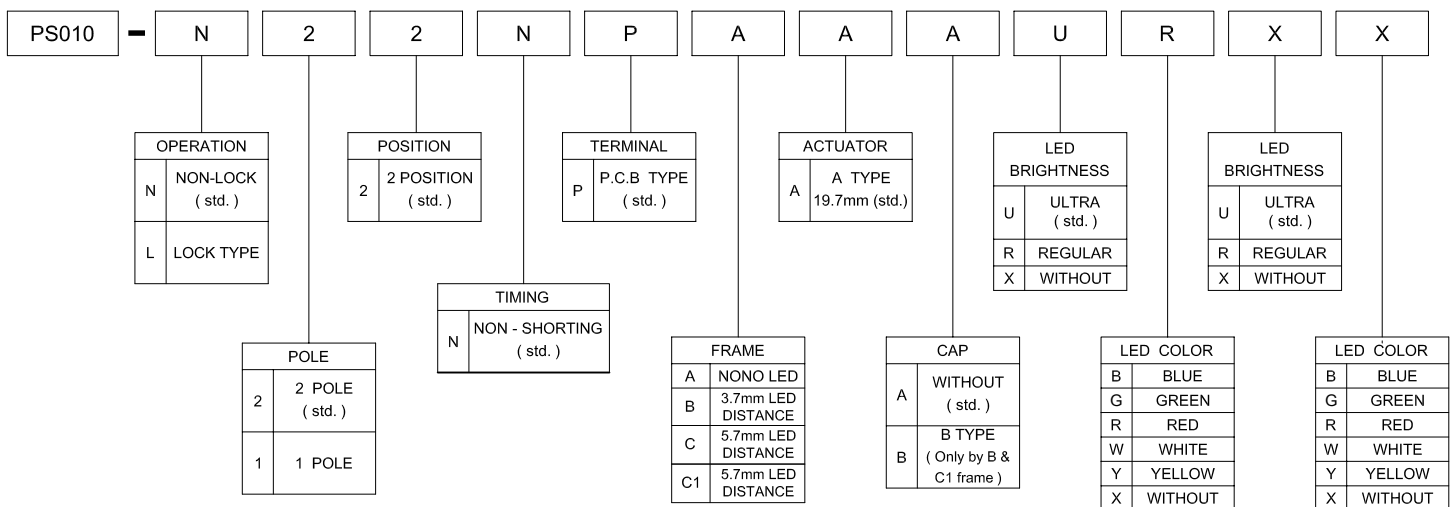 PS010 - N 2 2 N P A A A U R X X
OPERATION
N NON-LOCK
( std. )
L LOCK TYPE
POSITION
2 2 POSITION
( std. )
TERMINAL
P P.C.B TYPE
( std. )
ACTUATOR
A A TYPE
19.7mm (std.)
LED
BRIGHTNESS
U ULTRA
( std. )
R REGULAR
X WITHOUT
LED
BRIGHTNESS
U ULTRA
( std. )
R REGULAR
X WITHOUT
POLE
2 2 POLE
( std. )
1 1 POLE
TIMING
N NON - SHORTING
( std. )
FRAME
A NONO LED
B 3.7mm LED
DISTANCE
C 5.7mm LED
DISTANCE
C1 5.7mm LED
DISTANCE
CAP
A WITHOUT
( std. )
B B TYPE
( Only by B &
C1 frame )
LED COLOR
B BLUE
G GREEN
R RED
W WHITE
Y YELLOW
X WITHOUT
LED COLOR
B BLUE
G GREEN
R RED
W WHITE
Y YELLOW
X WITHOUT